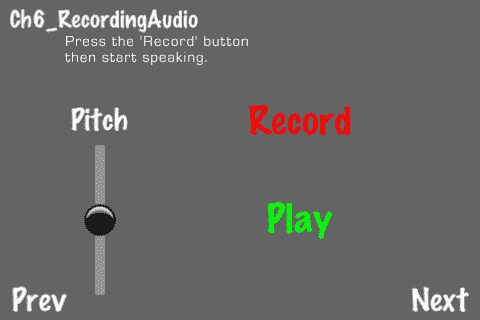 Ch6_RecordingAudio
Press the 'Record' button
then start speaking.
Pitch
Record
Play
Prev
Next